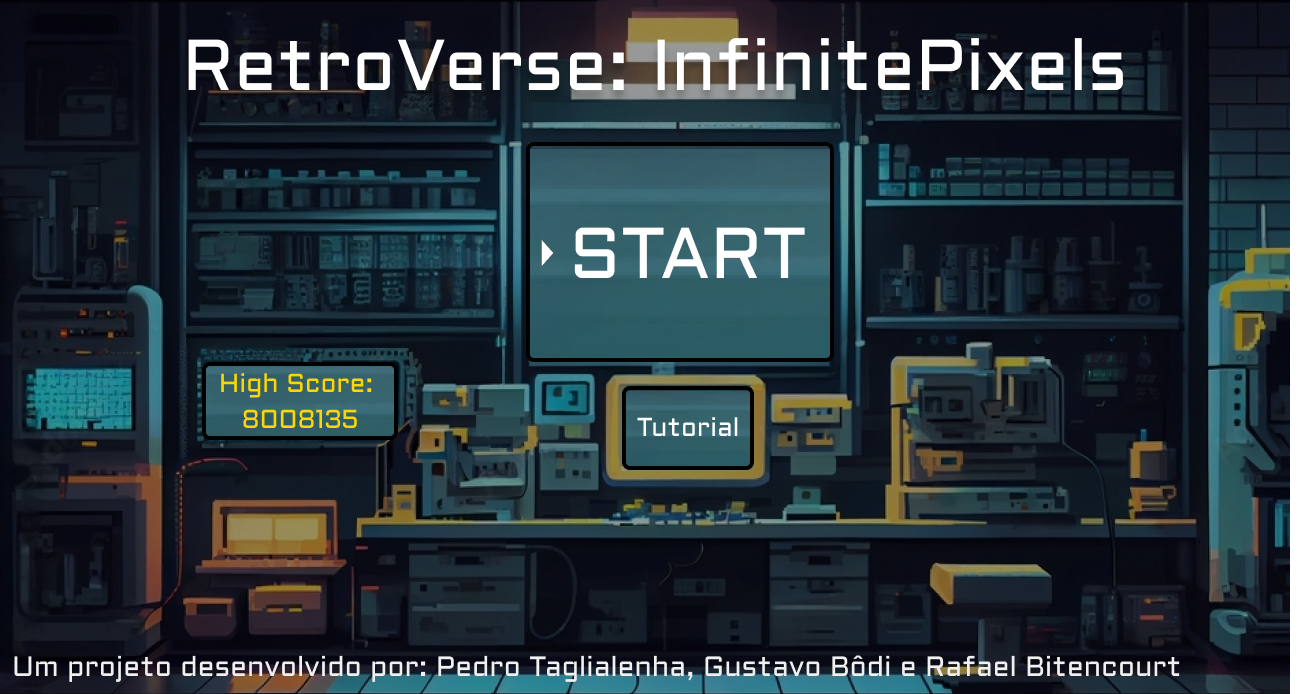 RetroVerse: InfinitePixels
START
High Score:
8008135
Tutorial
Um projeto desenvolvido por: Pedro Taglialenha, Gustavo Bôdi e Rafael Bitencourt